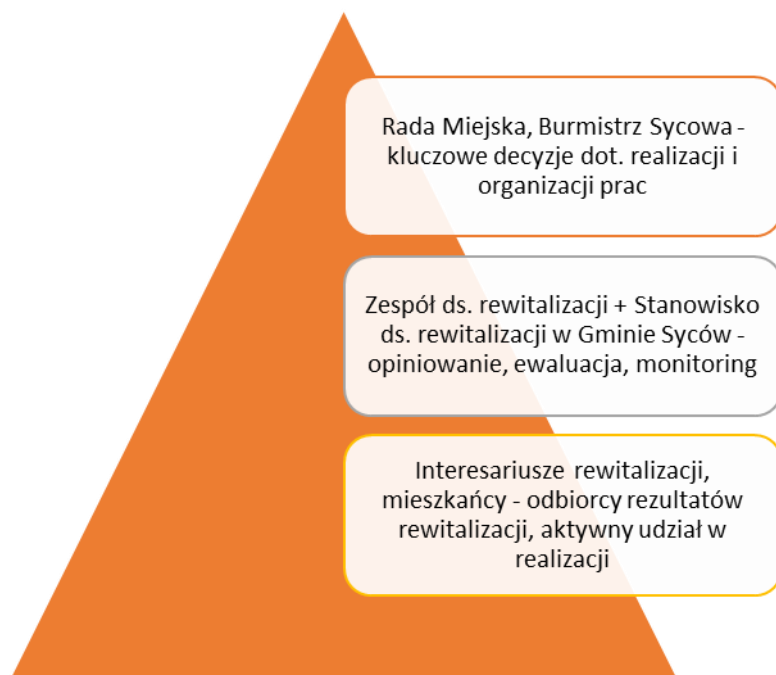 Rada Miejska, Burmistrz Sycowa -
kluczowe decyzje dot. realizacji i
organizacji prac
Zespół ds. rewitalizacji + Stanowisko
ds. rewitalizacji w Gminie Syców -
opiniowanie, ewaluacja, monitoring
Interesariusze rewitalizacji,
mieszkańcy - odbiorcy rezultatów
rewitalizacji, aktywny udział w
realizacji